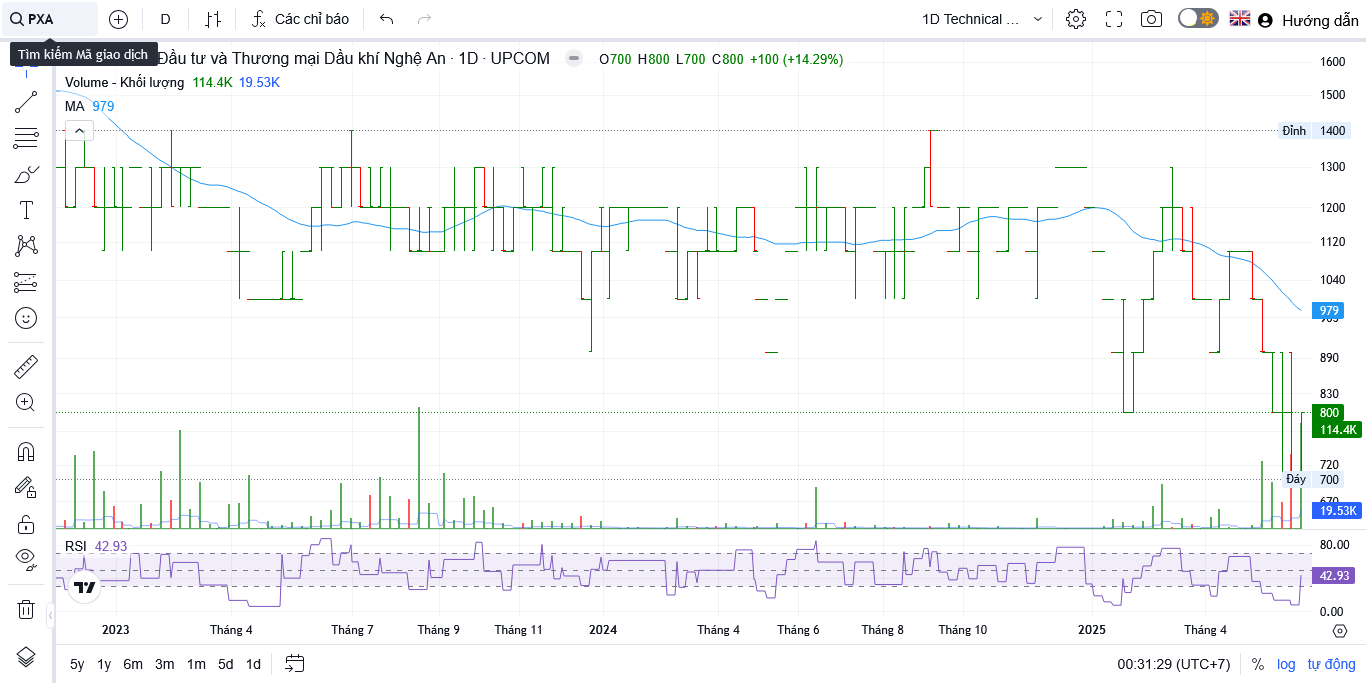 PXA
D
Các chỉ báo
1D Technical ...
Hướng dẫn
Tìm kiếm Mã giao dịch
Đầu tư và Thương mại Dầu khí Nghệ An · 1D · UPCOM
O700 H800 L700 C800 +100 (+14.29%)
Volume - Khối lượng 114.4K 19.53K
MA 979
1600
1500
Đỉnh 1400
1300
1200
1120
1040
979
890
830
800
114.4K
720
Đáy 700
670
19.53K
RSI 42.93
80.00
42.93
0.00
2023 Tháng 4 Tháng 7 Tháng 9 Tháng 11 2024 Tháng 4 Tháng 6 Tháng 8 Tháng 10 2025 Tháng 4
5y 1y 6m 3m 1m 5d 1d
00:31:29 (UTC+7) % log tự động